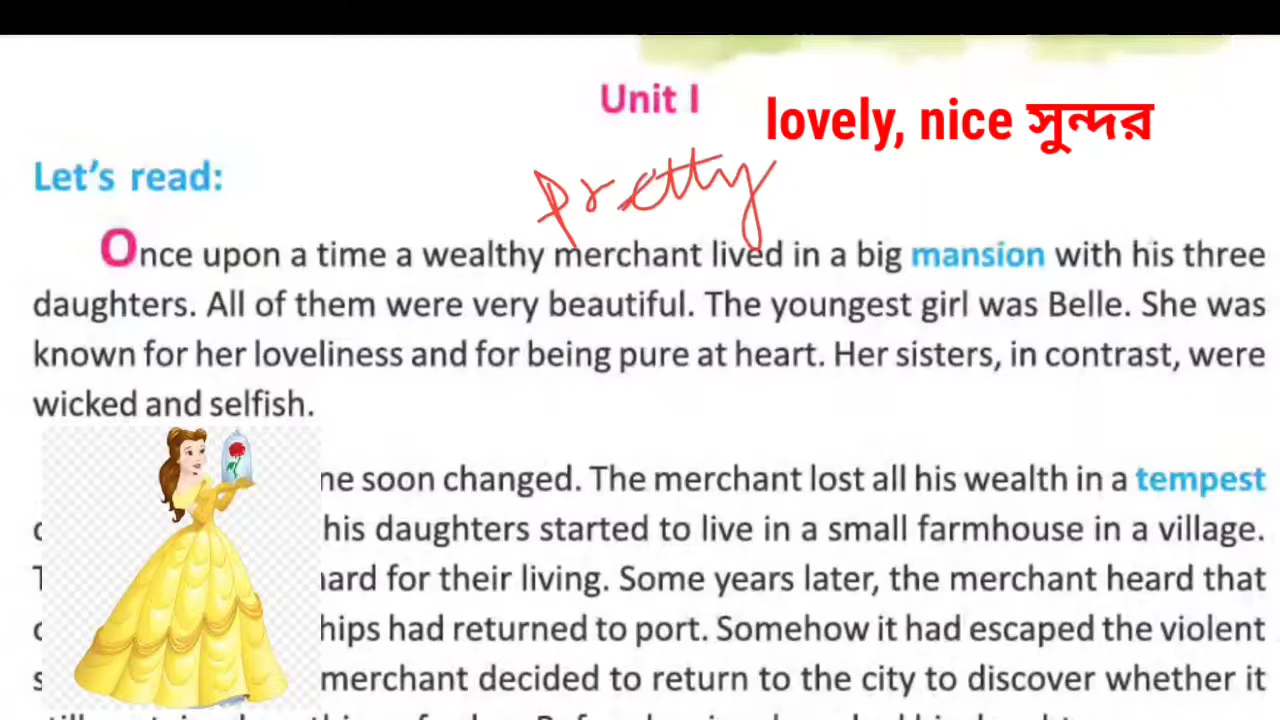 Unit I
lovely, nice সুন্দর
Let's read:
pretty
Once upon a time a wealthy merchant lived in a big mansion with his three
daughters. All of them were very beautiful. The youngest girl was Belle. She was
known for her loveliness and for being pure at heart. Her sisters, in contrast, were
wicked and selfish.
ne soon changed. The merchant lost all his wealth in a tempest
his daughters started to live in a small farmhouse in a village.
hard for their living. Some years later, the merchant heard that
hips had returned to port. Somehow it had escaped the violent
merchant decided to return to the city to discover whether it